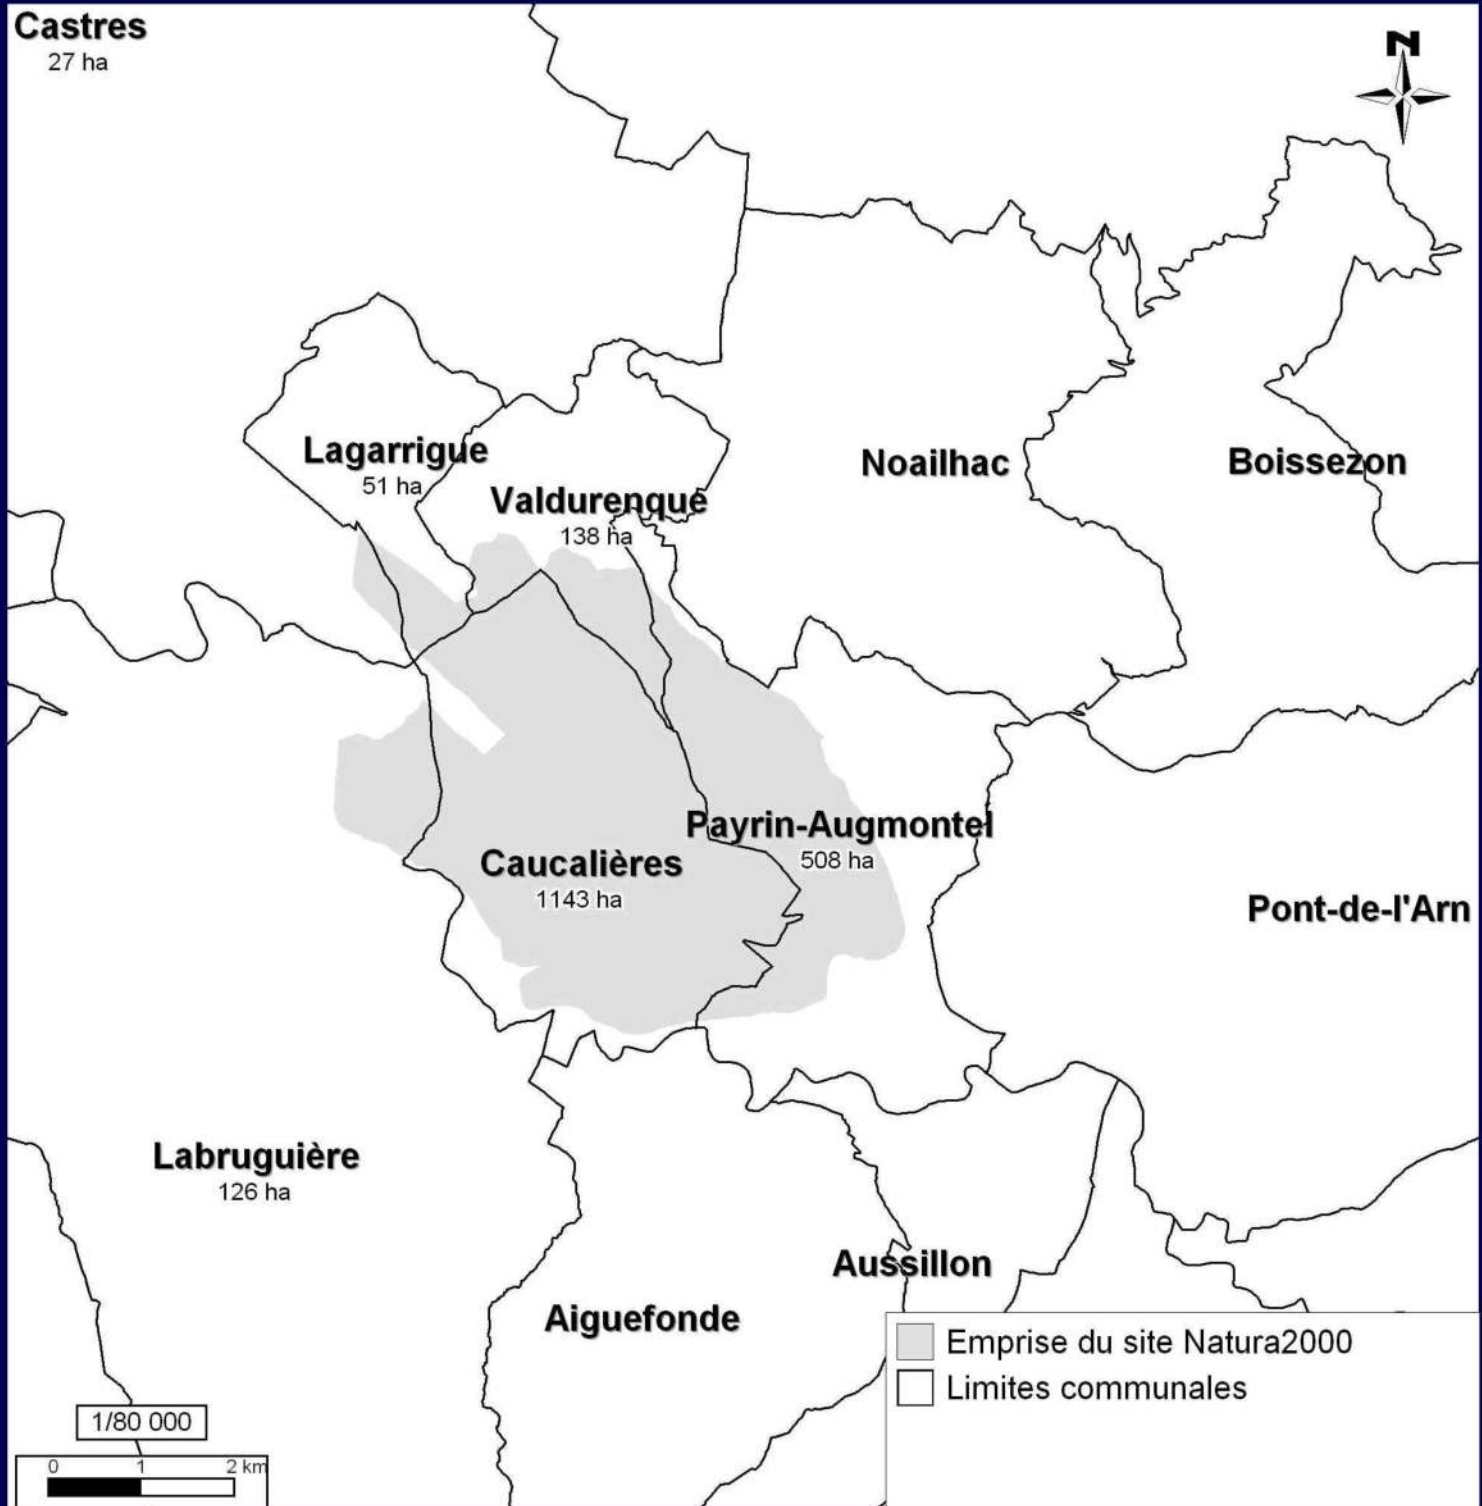 Castres
27 ha
N
Lagarrigue
51 ha
Valdurenque
138 ha
Noailhac
Boissezon
Payrin-Augmontel
508 ha
Caucalières
1143 ha
Pont-de-l'Arn
Labruguière
126 ha
Aussillon
Aiguefonde
Emprise du site Natura2000
Limites communales
1/80 000
0 1 2 km